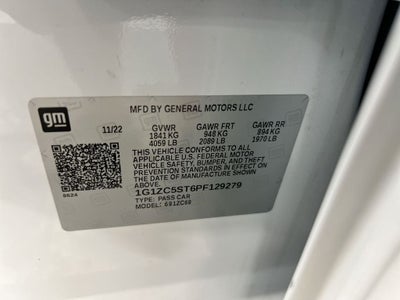 MFD BY GENERAL MOTORS LLC
gm
11/22 GVWR GAWR FRT GAWR RR
1841 KG 948 KG 894 KG
4059 LB 2089 LB 1970 LB
THIS VEHICLE CONFORMS TO ALL
APPLICABLE U.S. FEDERAL MOTOR
VEHICLE SAFETY, BUMPER, AND THEFT
PREVENTION STANDARDS IN EFFECT ON
THE DATE OF MANUFACTURE SHOWN
ABOVE.
1G1ZC5ST6PF129279
9524 TYPE: PASS CAR
MODEL: 691ZC69